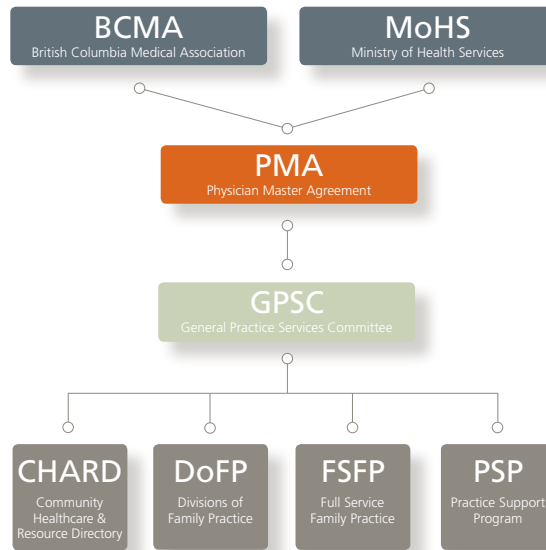 BCMA
British Columbia Medical Association
MoHS
Ministry of Health Services
PMA
Physician Master Agreement
GPSC
General Practice Services Committee
CHARD
Community
Healthcare &
Resource Directory
DoFP
Divisions of
Family Practice
FSFP
Full Service
Family Practice
PSP
Practice Support
Program